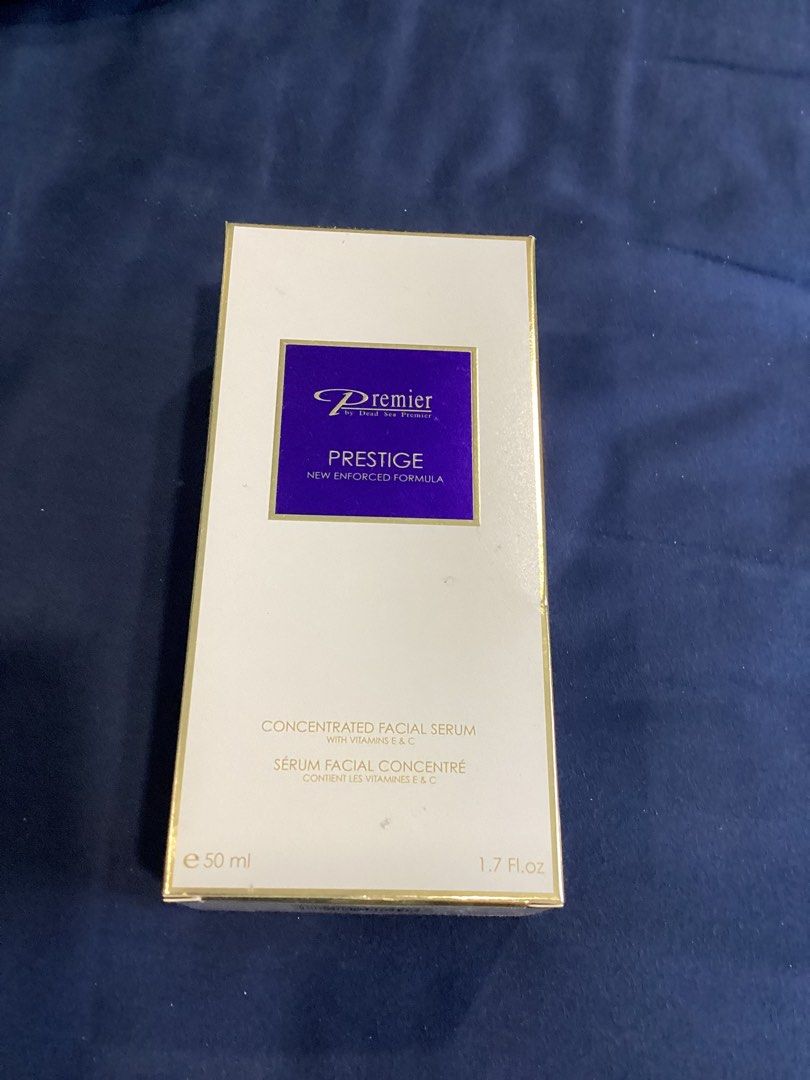 Premier
by Dead Sea Premier
PRESTIGE
NEW ENFORCED FORMULA
CONCENTRATED FACIAL SERUM
WITH VITAMINS E & C
SÉRUM FACIAL CONCENTRÉ
CONTIENT LES VITAMINES E & C
e 50 ml 1.7 Fl.oz